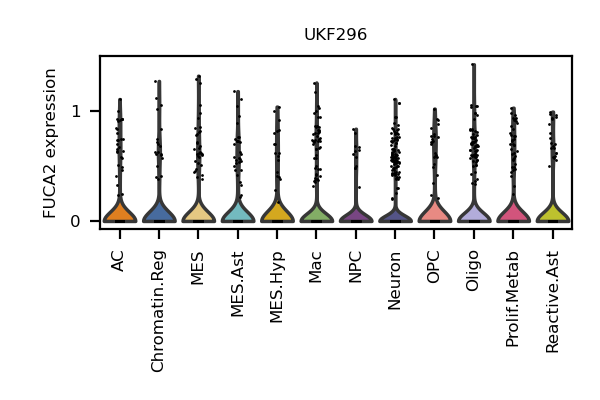 UKF296
FUCA2 expression
1
0
AC
Chromatin.Reg
MES
MES.Ast
MES.Hyp
Mac
NPC
Neuron
OPC
Oligo
Prolif.Metab
Reactive.Ast